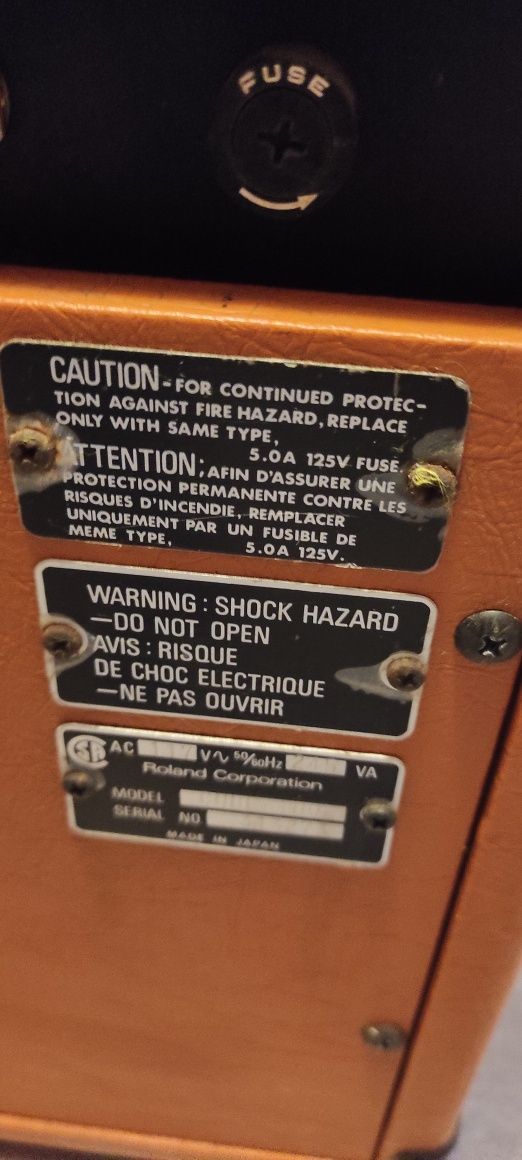 FUSE
CAUTION - FOR CONTINUED PROTEC-
TION AGAINST FIRE HAZARD, REPLACE
ONLY WITH SAME TYPE,
5.0A 125V FUSE.
ATTENTION; AFIN D'ASSURER UNE
PROTECTION PERMANENTE CONTRE LES
RISQUES D'INCENDIE, REMPLACER
UNIQUEMENT PAR UN FUSIBLE DE
MEME TYPE, 5.0A 125V.
WARNING : SHOCK HAZARD
—DO NOT OPEN
AVIS : RISQUE
DE CHOC ELECTRIQUE
—NE PAS OUVRIR
AC V∿ 50/60Hz VA
Roland Corporation
MODEL
SERIAL NO
MADE IN JAPAN